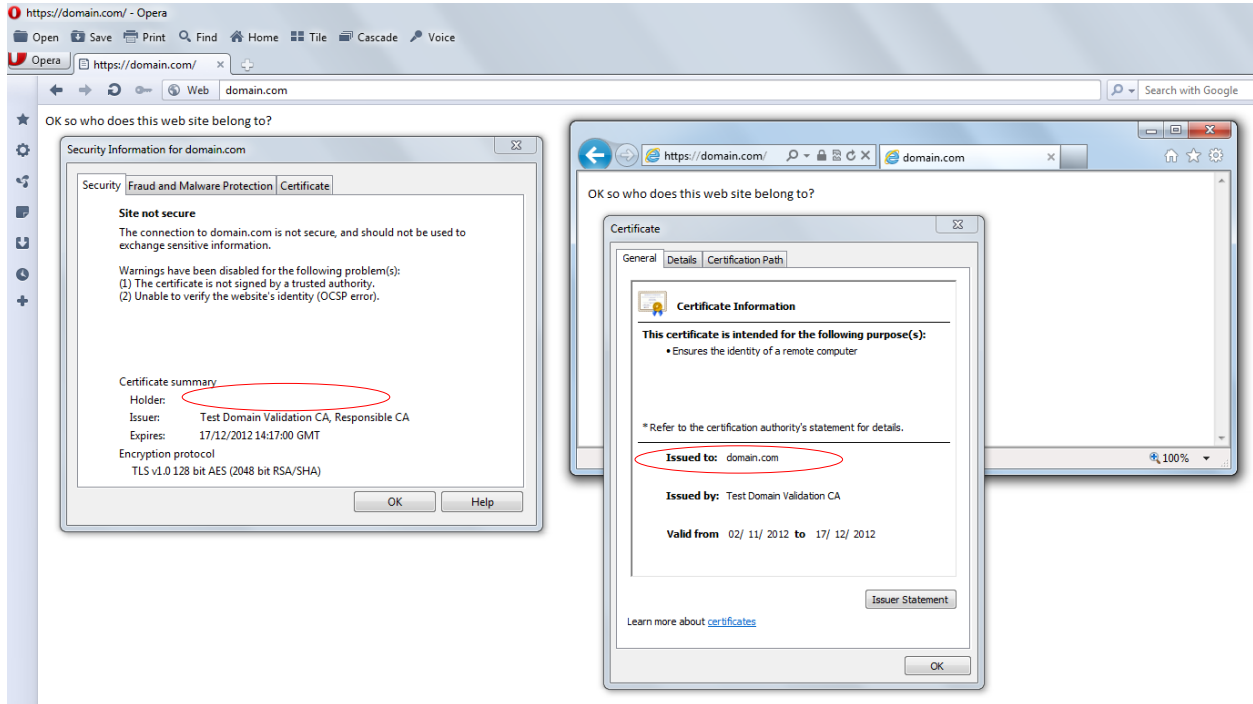 https://domain.com/ - Opera
Open Save Print Find Home Tile Cascade Voice
Opera https://domain.com/ ×
Web domain.com Search with Google
OK so who does this web site belong to?
Security Information for domain.com
Security Fraud and Malware Protection Certificate
Site not secure
The connection to domain.com is not secure, and should not be used to
exchange sensitive information.
Warnings have been disabled for the following problem(s):
(1) The certificate is not signed by a trusted authority.
(2) Unable to verify the website's identity (OCSP error).
Certificate summary
Holder:
Issuer: Test Domain Validation CA, Responsible CA
Expires: 17/12/2012 14:17:00 GMT
Encryption protocol
TLS v1.0 128 bit AES (2048 bit RSA/SHA)
OK Help
https://domain.com/ domain.com
OK so who does this web site belong to?
Certificate
General Details Certification Path
Certificate Information
This certificate is intended for the following purpose(s):
• Ensures the identity of a remote computer
* Refer to the certification authority's statement for details.
Issued to: domain.com
Issued by: Test Domain Validation CA
Valid from 02/ 11/ 2012 to 17/ 12/ 2012
Issuer Statement
Learn more about certificates
OK
100%